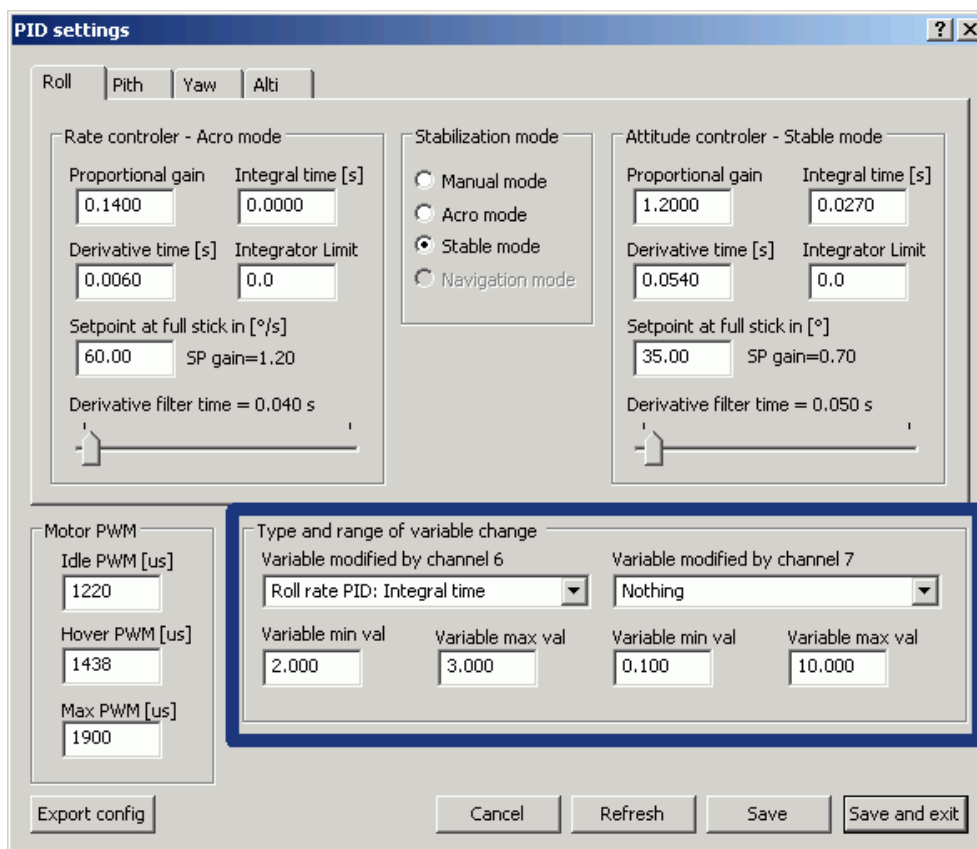 PID settings
Roll Pith Yaw Alti
Rate controler - Acro mode
Proportional gain Integral time [s]
0.1400 0.0000
Derivative time [s] Integrator Limit
0.0060 0.0
Setpoint at full stick in [°/s]
60.00 SP gain=1.20
Derivative filter time = 0.040 s
Stabilization mode
Manual mode
Acro mode
Stable mode
Navigation mode
Attitude controler - Stable mode
Proportional gain Integral time [s]
1.2000 0.0270
Derivative time [s] Integrator Limit
0.0540 0.0
Setpoint at full stick in [°]
35.00 SP gain=0.70
Derivative filter time = 0.050 s
Motor PWM
Idle PWM [us]
1220
Hover PWM [us]
1438
Max PWM [us]
1900
Type and range of variable change
Variable modified by channel 6 Variable modified by channel 7
Roll rate PID: Integral time Nothing
Variable min val Variable max val Variable min val Variable max val
2.000 3.000 0.100 10.000
Export config Cancel Refresh Save Save and exit